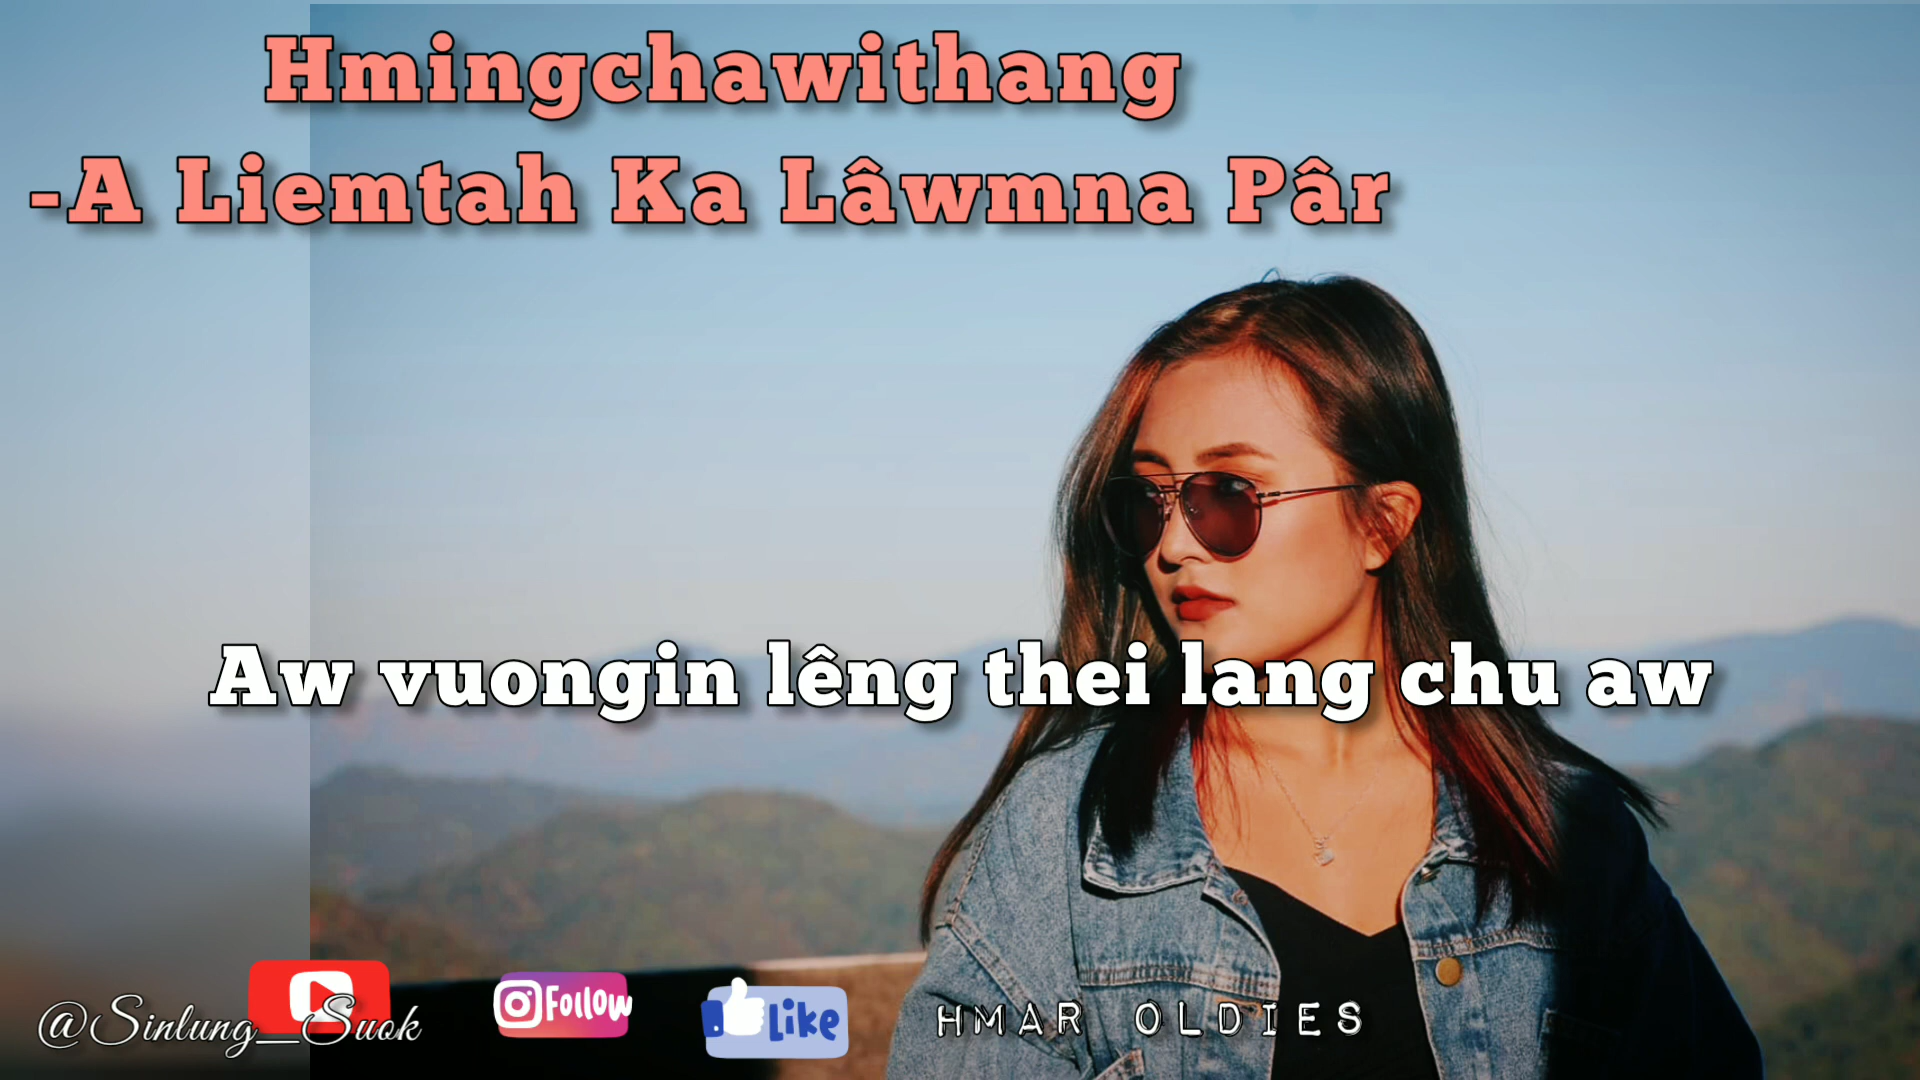 Hmingchawithang
-A Liemtah Ka Lâwmna Pâr
Aw vuongin lêng thei lang chu aw
@Sinlung_Suok
Follow
Like
HMAR OLDIES